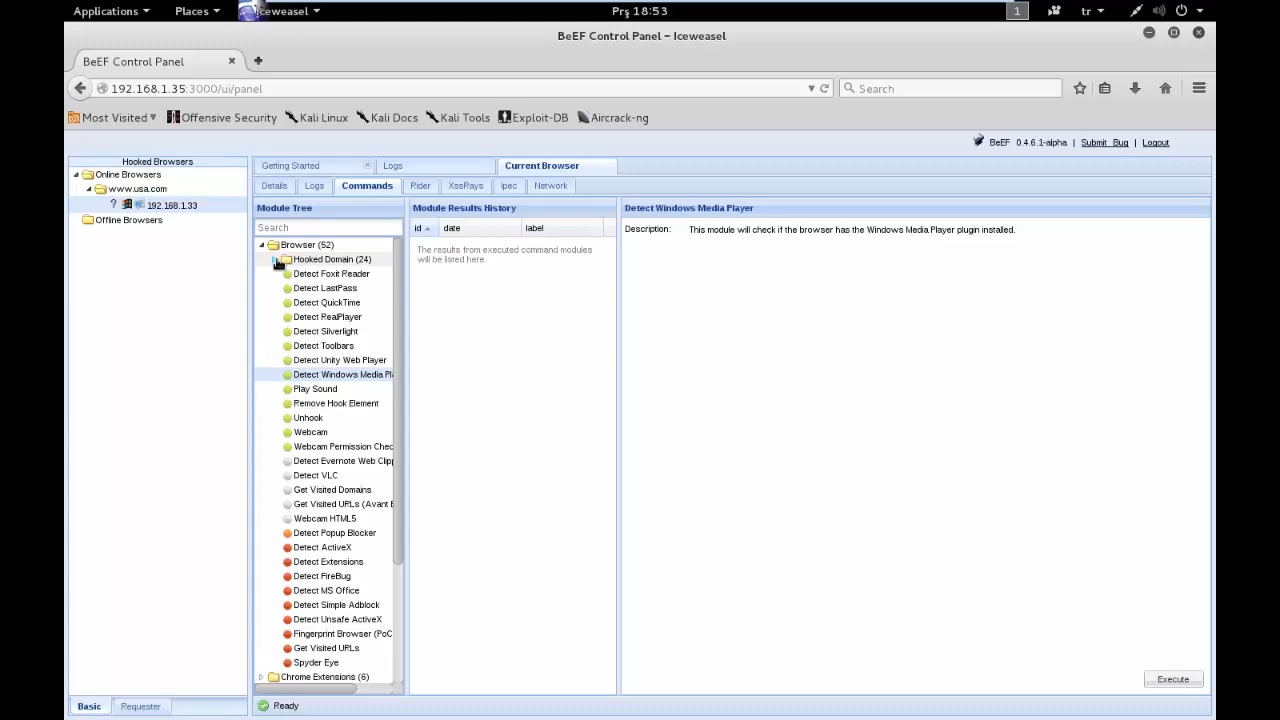 Applications Places Iceweasel Prş 18:53 1 tr
BeEF Control Panel - Iceweasel
BeEF Control Panel
192.168.1.35:3000/ui/panel Search
Most Visited Offensive Security Kali Linux Kali Docs Kali Tools Exploit-DB Aircrack-ng
BeEF 0.4.6.1-alpha | Submit Bug | Logout
Hooked Browsers
Online Browsers
www.usa.com
? 192.168.1.33
Offline Browsers
Getting Started Logs Current Browser
Details Logs Commands Rider XssRays Ipec Network
Module Tree
Search
Browser (52)
Hooked Domain (24)
Detect Foxit Reader
Detect LastPass
Detect QuickTime
Detect RealPlayer
Detect Silverlight
Detect Toolbars
Detect Unity Web Player
Detect Windows Media Pl
Play Sound
Remove Hook Element
Unhook
Webcam
Webcam Permission Chec
Detect Evernote Web Clip
Detect VLC
Get Visited Domains
Get Visited URLs (Avant B
Webcam HTML5
Detect Popup Blocker
Detect ActiveX
Detect Extensions
Detect FireBug
Detect MS Office
Detect Simple Adblock
Detect Unsafe ActiveX
Fingerprint Browser (PoC
Get Visited URLs
Spyder Eye
Chrome Extensions (6)
Module Results History
id date label
The results from executed command modules
will be listed here.
Detect Windows Media Player
Description: This module will check if the browser has the Windows Media Player plugin installed.
Execute
Basic Requester Ready